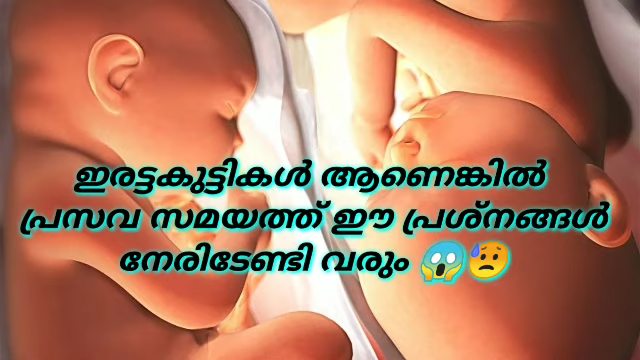 ഇരട്ടകുട്ടികൾ ആണെങ്കിൽ
പ്രസവ സമയത്ത് ഈ പ്രശ്നങ്ങൾ
നേരിടേണ്ടി വരും 😱😥